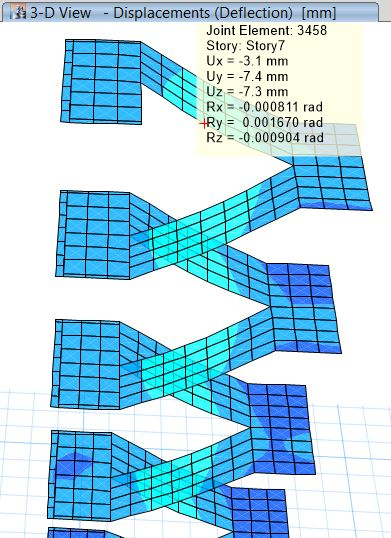 3-D View - Displacements (Deflection) [mm]
Joint Element: 3458
Story: Story7
Ux = -3.1 mm
Uy = -7.4 mm
Uz = -7.3 mm
Rx = -0.000811 rad
Ry = 0.001670 rad
Rz = -0.000904 rad